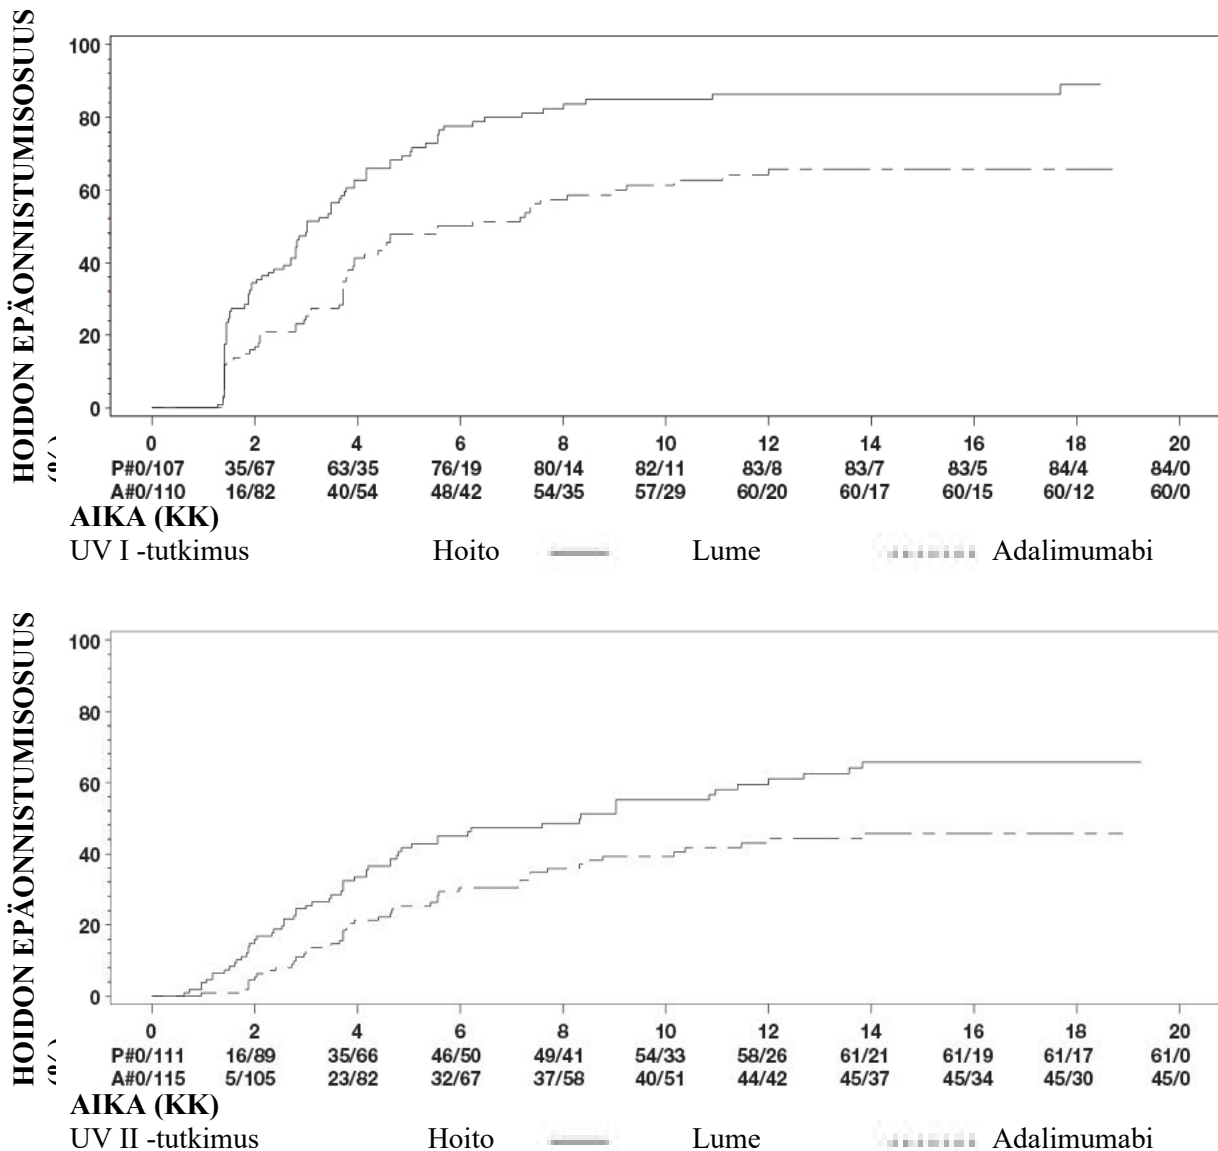 HOIDON EPÄONNISTUMISOSUUS
100
80
60
40
20
0
0 2 4 6 8 10 12 14 16 18 20
P#0/107 35/67 63/35 76/19 80/14 82/11 83/8 83/7 83/5 84/4 84/0
A#0/110 16/82 40/54 48/42 54/35 57/29 60/20 60/17 60/15 60/12 60/0
AIKA (KK)
UV I -tutkimus Hoito Lume Adalimumabi
HOIDON EPÄONNISTUMISOSUUS
100
80
60
40
20
0
0 2 4 6 8 10 12 14 16 18 20
P#0/111 16/89 35/66 46/50 49/41 54/33 58/26 61/21 61/19 61/17 61/0
A#0/115 5/105 23/82 32/67 37/58 40/51 44/42 45/37 45/34 45/30 45/0
AIKA (KK)
UV II -tutkimus Hoito Lume Adalimumabi